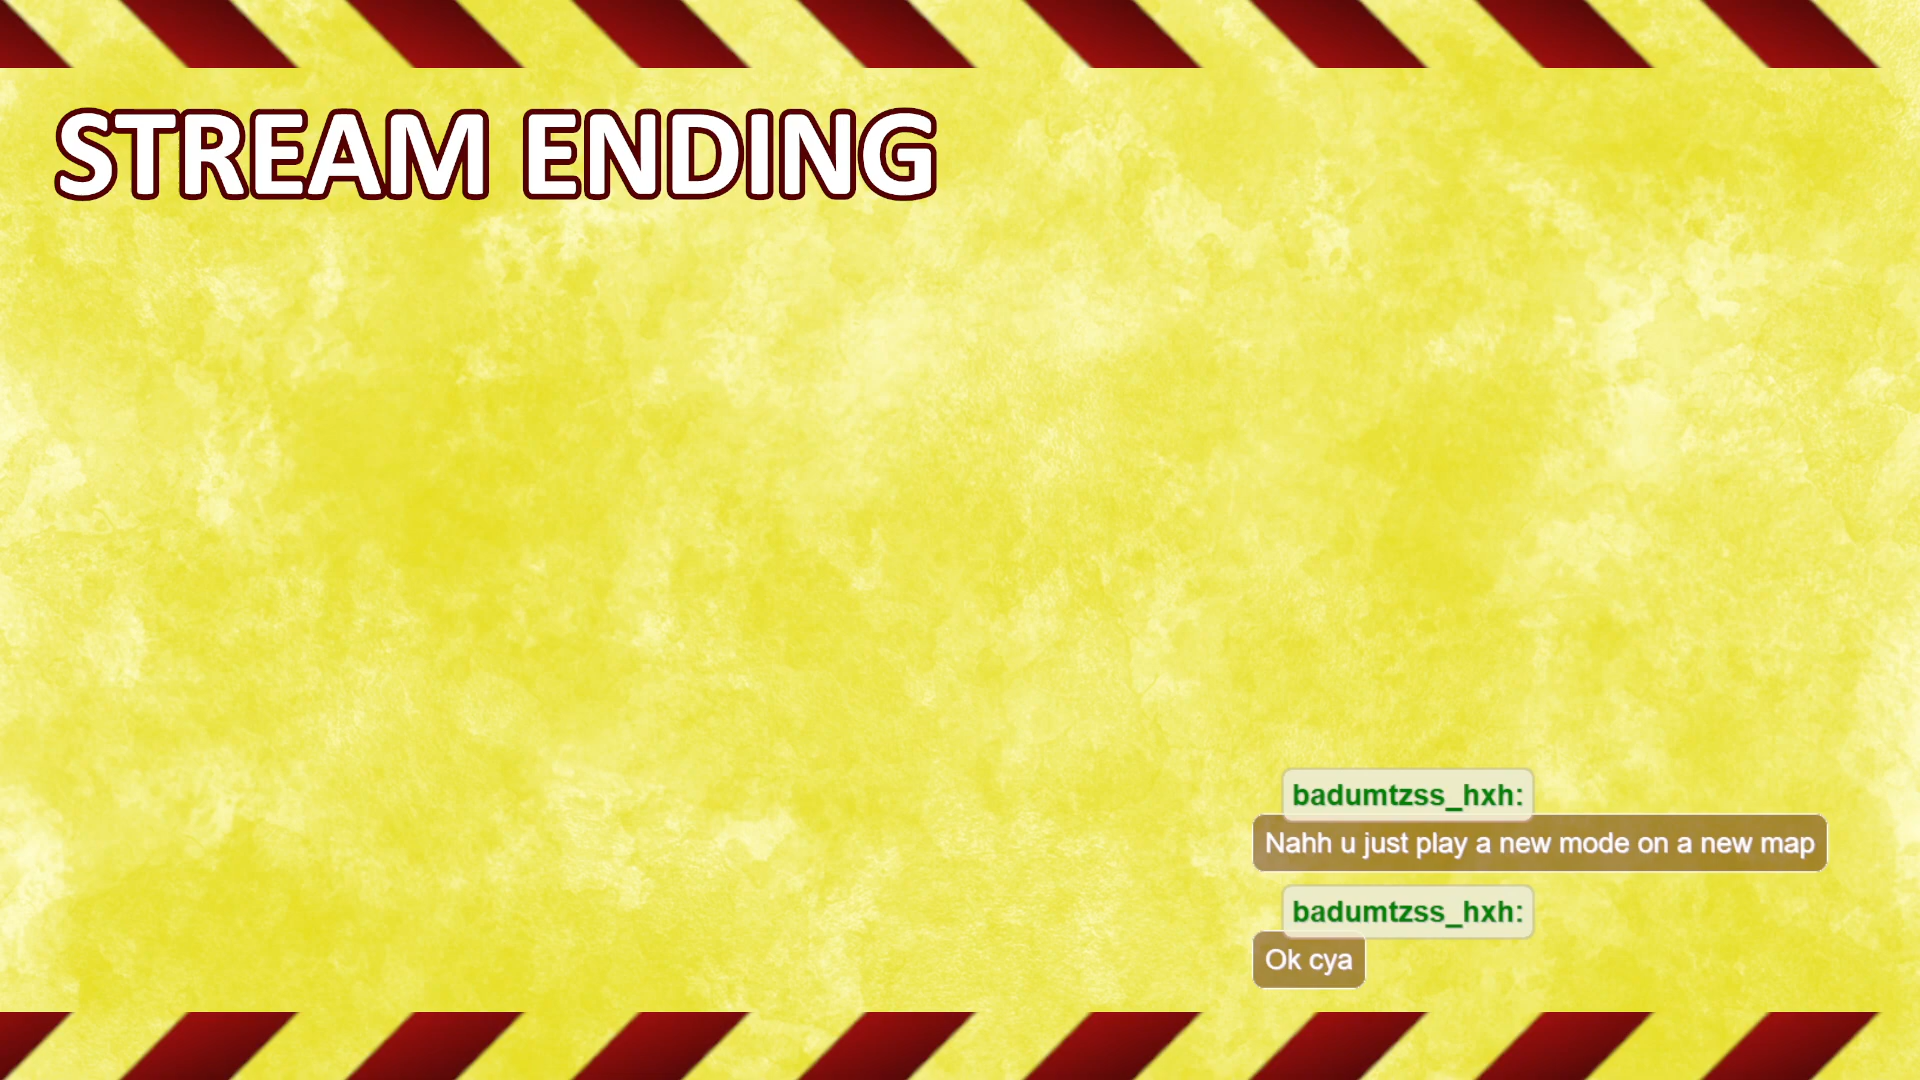 STREAM ENDING
badumtzss_hxh:
Nahh u just play a new mode on a new map
badumtzss_hxh:
Ok cya